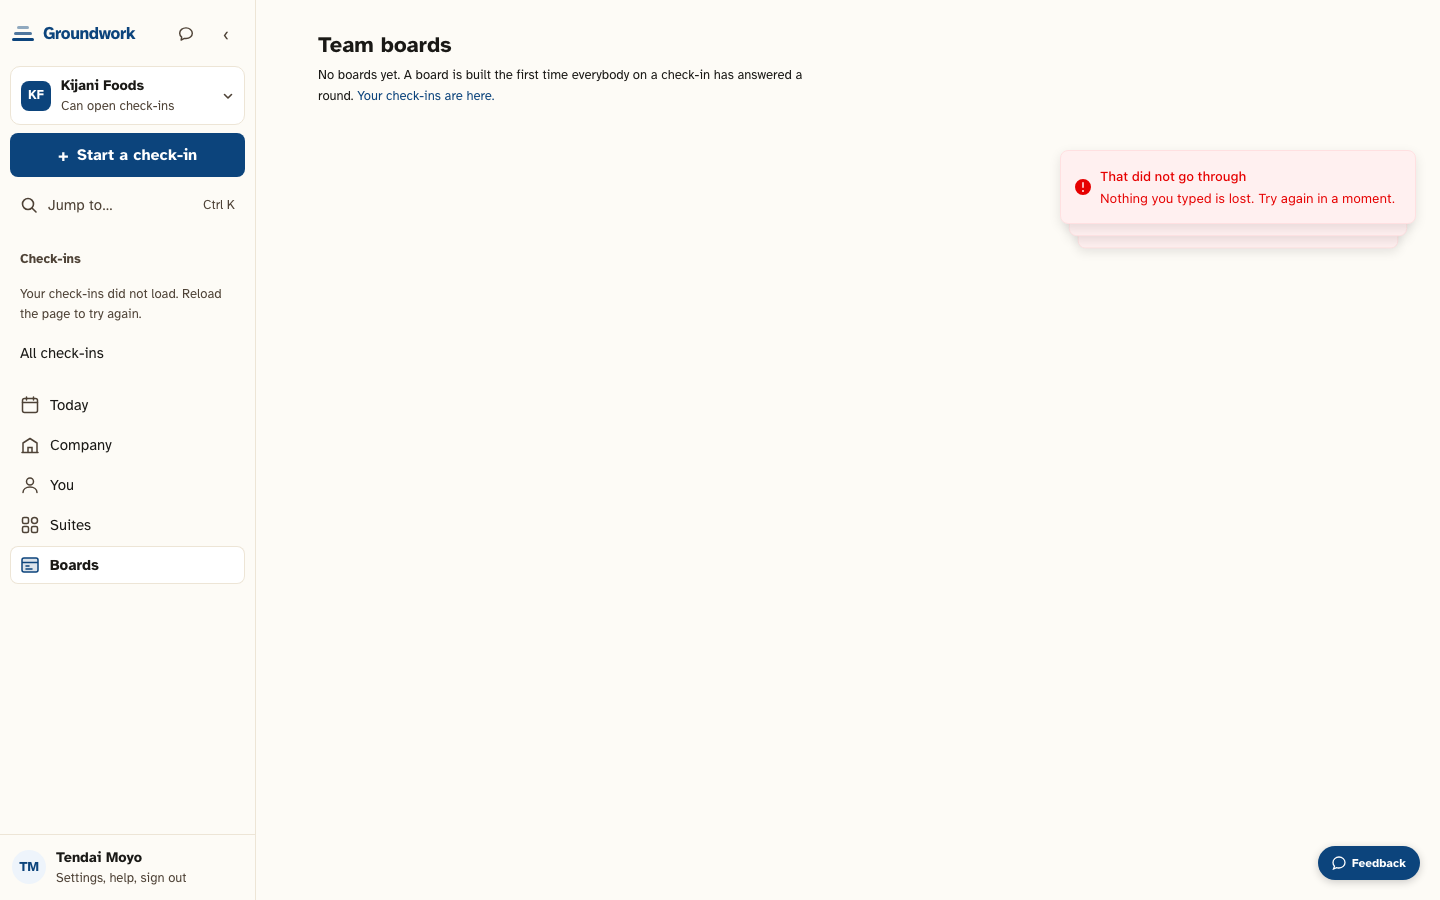 Groundwork
KF
Kijani Foods
Can open check-ins
+ Start a check-in
Jump to...
Ctrl K
Check-ins
Your check-ins did not load. Reload
the page to try again.
All check-ins
Today
Company
You
Suites
Boards
TM
Tendai Moyo
Settings, help, sign out
Team boards
No boards yet. A board is built the first time everybody on a check-in has answered a
round. Your check-ins are here.
That did not go through
Nothing you typed is lost. Try again in a moment.
Feedback